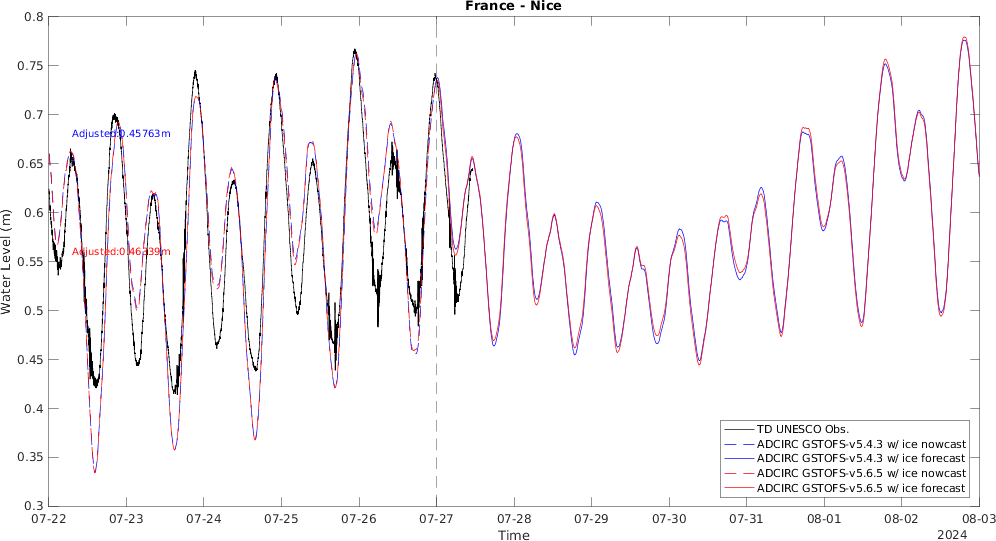 France - Nice
Water Level (m)
0.8
0.75
0.7
0.65
0.6
0.55
0.5
0.45
0.4
0.35
0.3
Adjusted:0.45763m
Adjusted:0.46339m
TD UNESCO Obs.
ADCIRC GSTOFS-v5.4.3 w/ ice nowcast
ADCIRC GSTOFS-v5.4.3 w/ ice forecast
ADCIRC GSTOFS-v5.6.5 w/ ice nowcast
ADCIRC GSTOFS-v5.6.5 w/ ice forecast
07-22 07-23 07-24 07-25 07-26 07-27 07-28 07-29 07-30 07-31 08-01 08-02 08-03
Time
2024